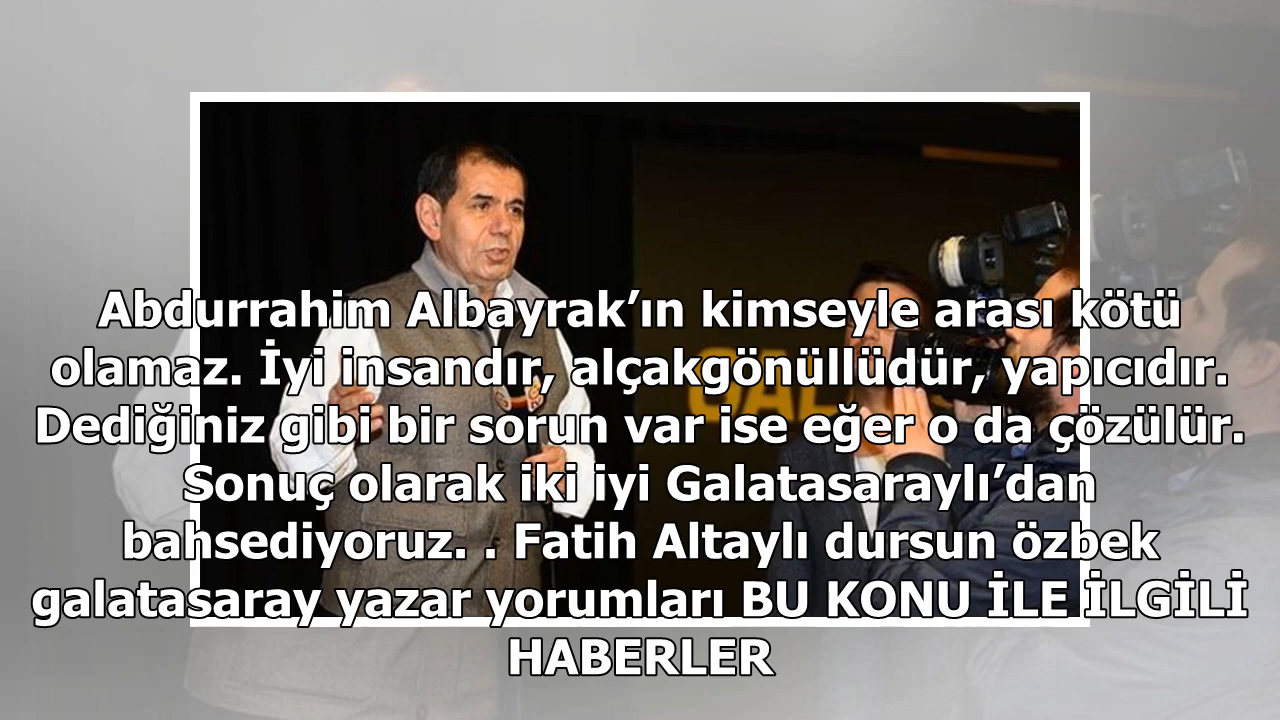 Abdurrahim Albayrak’ın kimseyle arası kötü
olamaz. İyi insandır, alçakgönüllüdür, yapıcıdır.
Dediğiniz gibi bir sorun var ise eğer o da çözülür.
Sonuç olarak iki iyi Galatasaraylı’dan
bahsediyoruz. . Fatih Altaylı dursun özbek
galatasaray yazar yorumları BU KONU İLE İLGİLİ
HABERLER